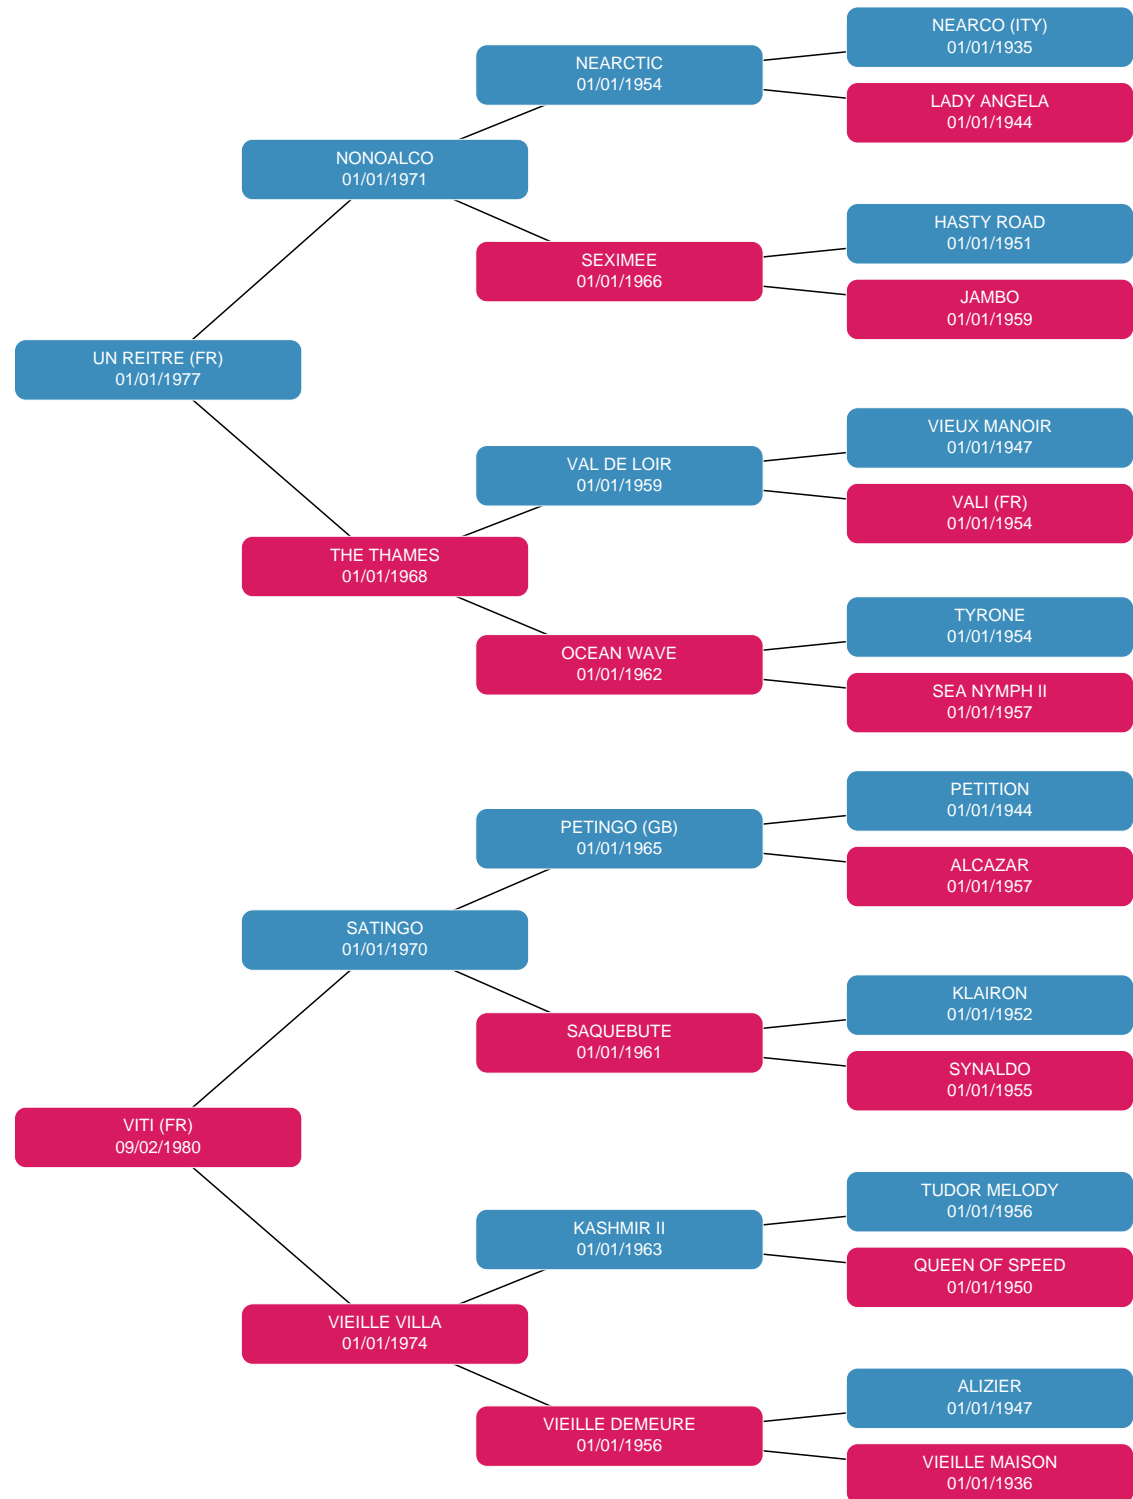 NEARCO (ITY)
01/01/1935
NEARCTIC
01/01/1954
LADY ANGELA
01/01/1944
NONOALCO
01/01/1971
HASTY ROAD
01/01/1951
SEXIMEE
01/01/1966
JAMBO
01/01/1959
UN REITRE (FR)
01/01/1977
VIEUX MANOIR
01/01/1947
VAL DE LOIR
01/01/1959
VALI (FR)
01/01/1954
THE THAMES
01/01/1968
TYRONE
01/01/1954
OCEAN WAVE
01/01/1962
SEA NYMPH II
01/01/1957
PETITION
01/01/1944
PETINGO (GB)
01/01/1965
ALCAZAR
01/01/1957
SATINGO
01/01/1970
KLAIRON
01/01/1952
SAQUEBUTE
01/01/1961
SYNALDO
01/01/1955
VITI (FR)
09/02/1980
TUDOR MELODY
01/01/1956
KASHMIR II
01/01/1963
QUEEN OF SPEED
01/01/1950
VIEILLE VILLA
01/01/1974
ALIZIER
01/01/1947
VIEILLE DEMEURE
01/01/1956
VIEILLE MAISON
01/01/1936